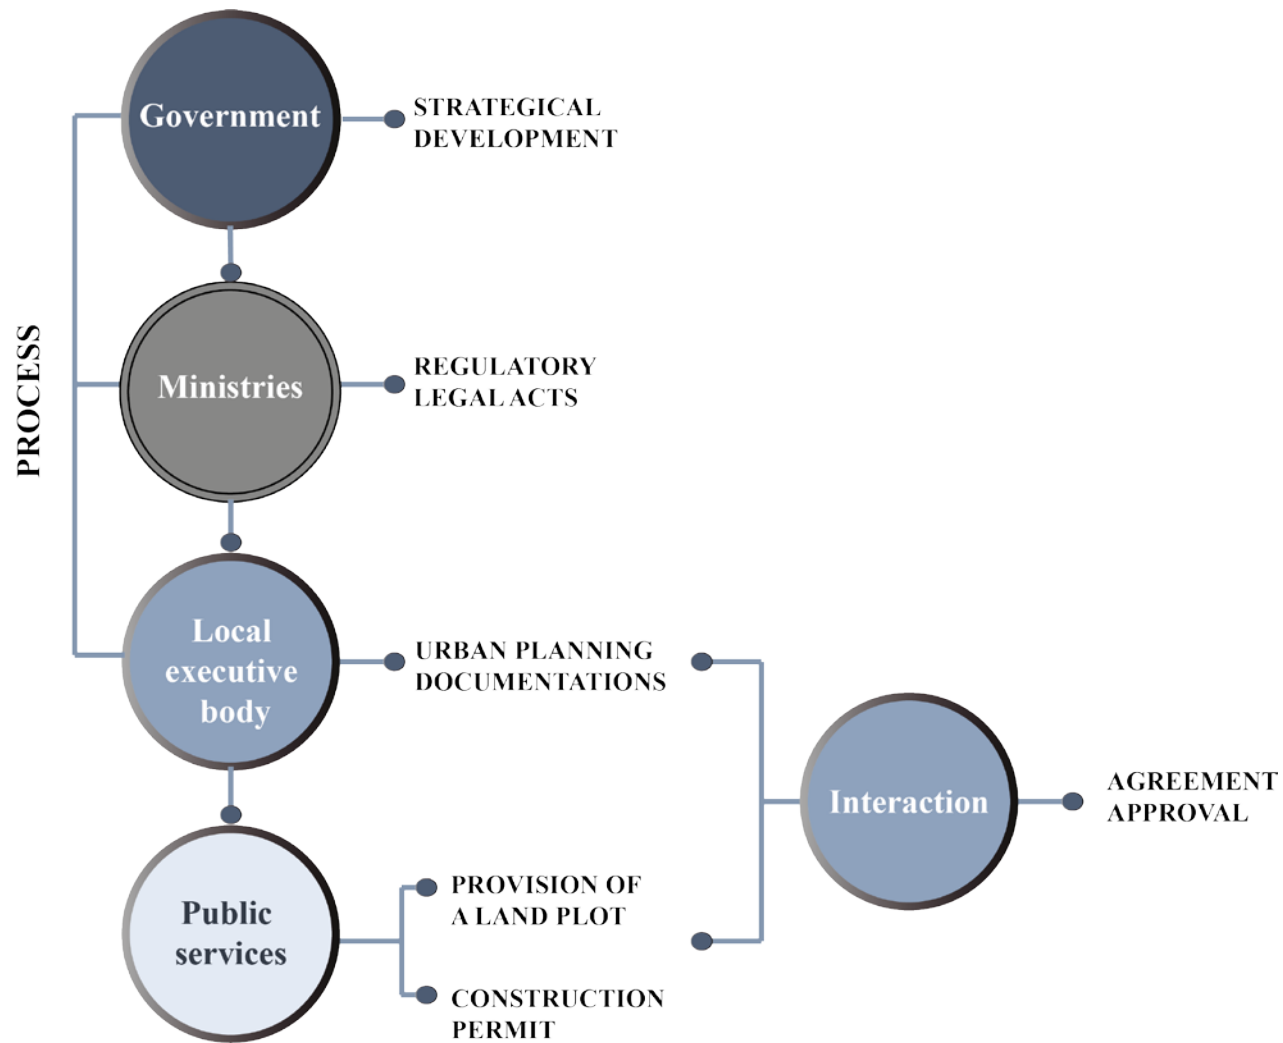 Government
STRATEGICAL
DEVELOPMENT
PROCESS
Ministries
REGULATORY
LEGAL ACTS
Local
executive
body
URBAN PLANNING
DOCUMENTATIONS
Interaction
AGREEMENT
APPROVAL
Public
services
PROVISION OF
A LAND PLOT
CONSTRUCTION
PERMIT